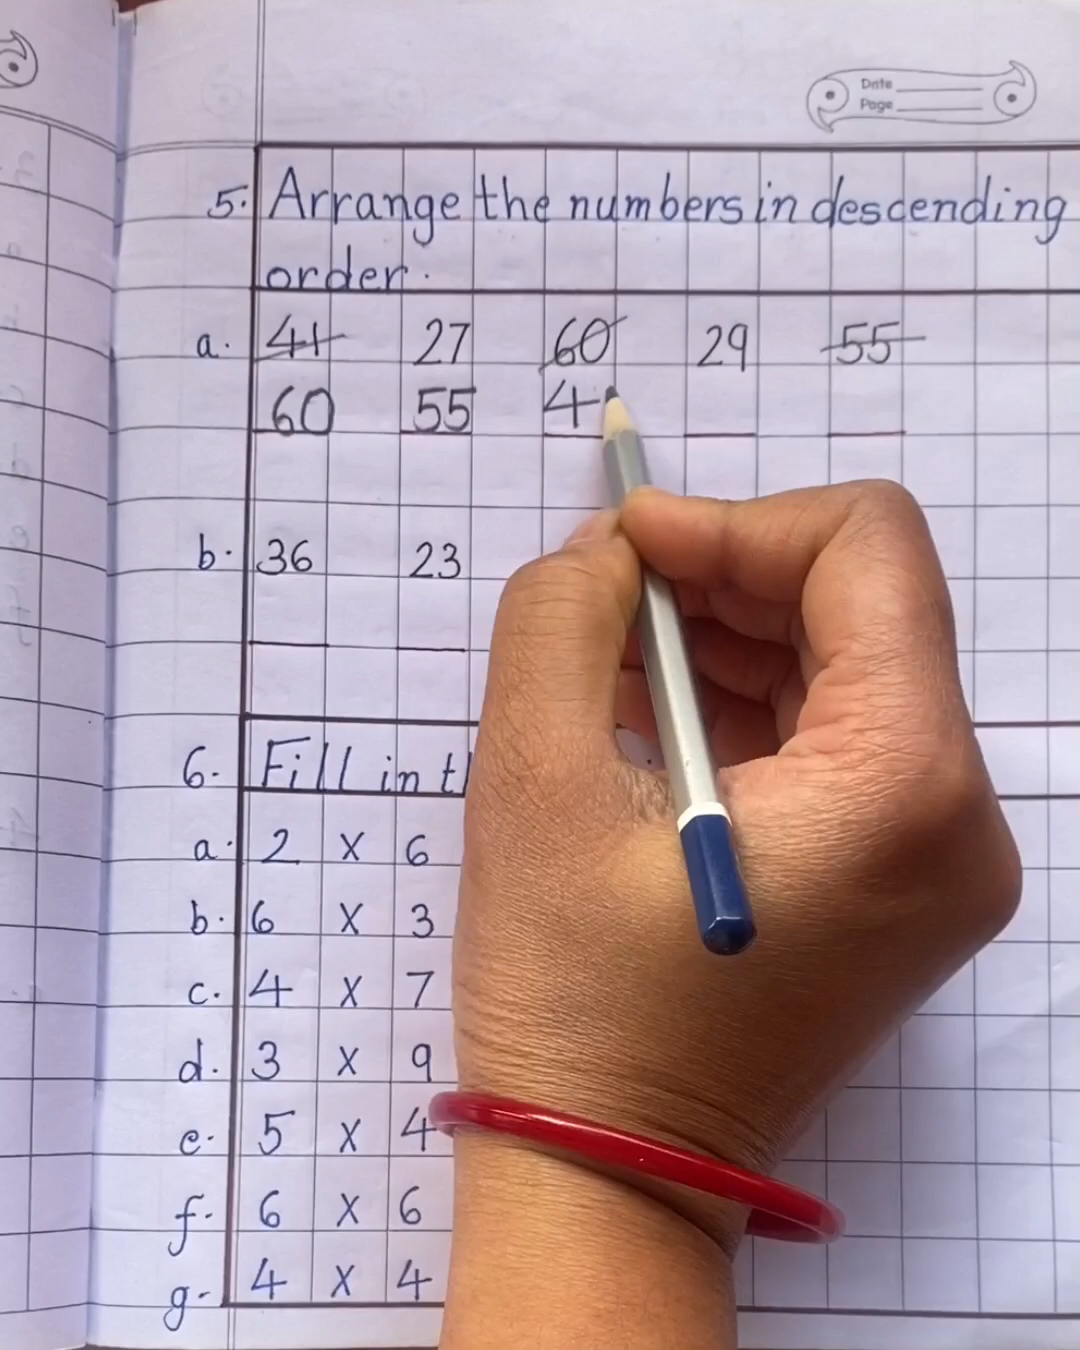 Date
Page
5. Arrange the numbers in descending
order.
a. 41 27 60 29 55
60 55 4
b. 36 23
6. Fill in
a. 2 x 6
b. 6 x 3
c. 4 x 7
d. 3 x 9
e. 5 x 4
f. 6 x 6
g. 4 x 4